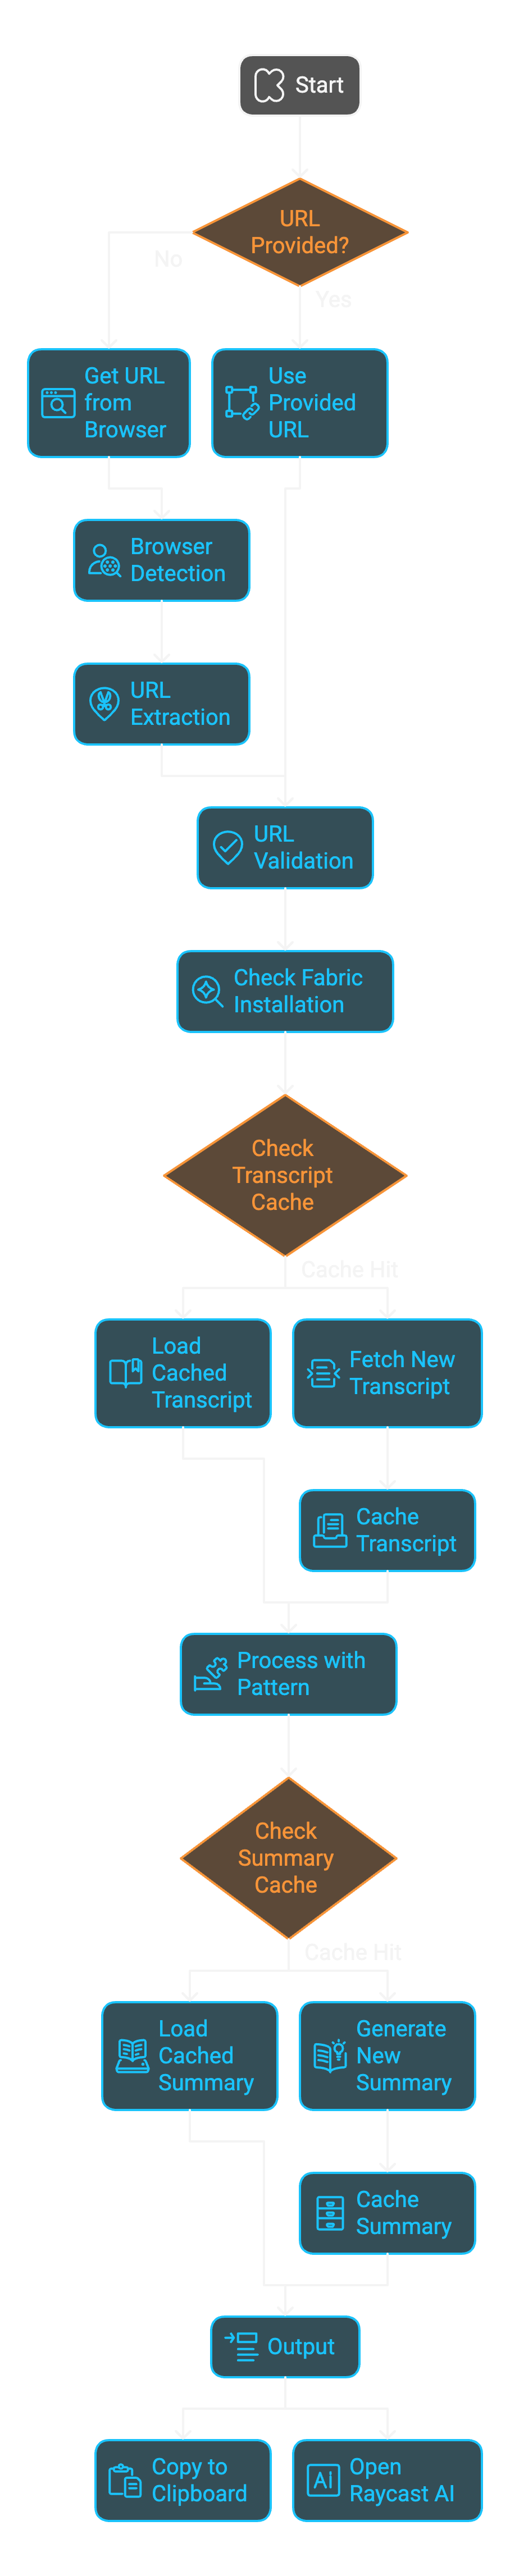 Start
URL
Provided?
No
Yes
Get URL
from
Browser
Use
Provided
URL
Browser
Detection
URL
Extraction
URL
Validation
Check Fabric
Installation
Check
Transcript
Cache
Cache Hit
Load
Cached
Transcript
Fetch New
Transcript
Cache
Transcript
Process with
Pattern
Check
Summary
Cache
Cache Hit
Load
Cached
Summary
Generate
New
Summary
Cache
Summary
Output
Copy to
Clipboard
Ai
Open
Raycast AI